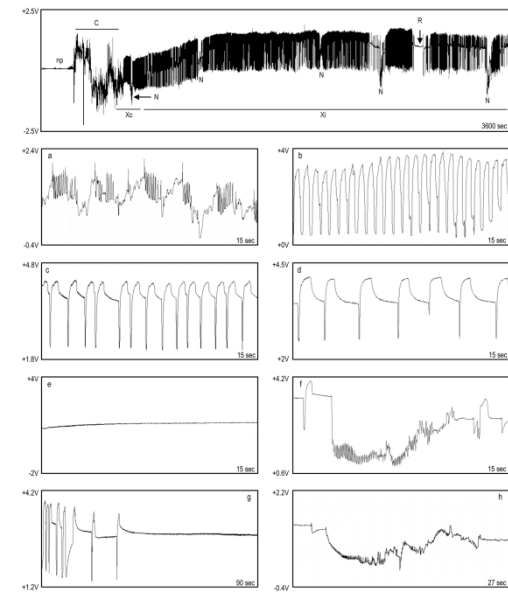 +2.5V
C
R
np
N
N
N
N
N
Xc
Xi
-2.5V
3600 sec
+2.4V
a
-0.4V
15 sec
+4V
b
+0V
15 sec
+4.8V
c
+1.8V
15 sec
+4.5V
d
+2V
15 sec
+4V
e
-2V
15 sec
+4.2V
f
+0.6V
15 sec
+4.2V
g
+1.2V
90 sec
+2.2V
h
-0.4V
27 sec